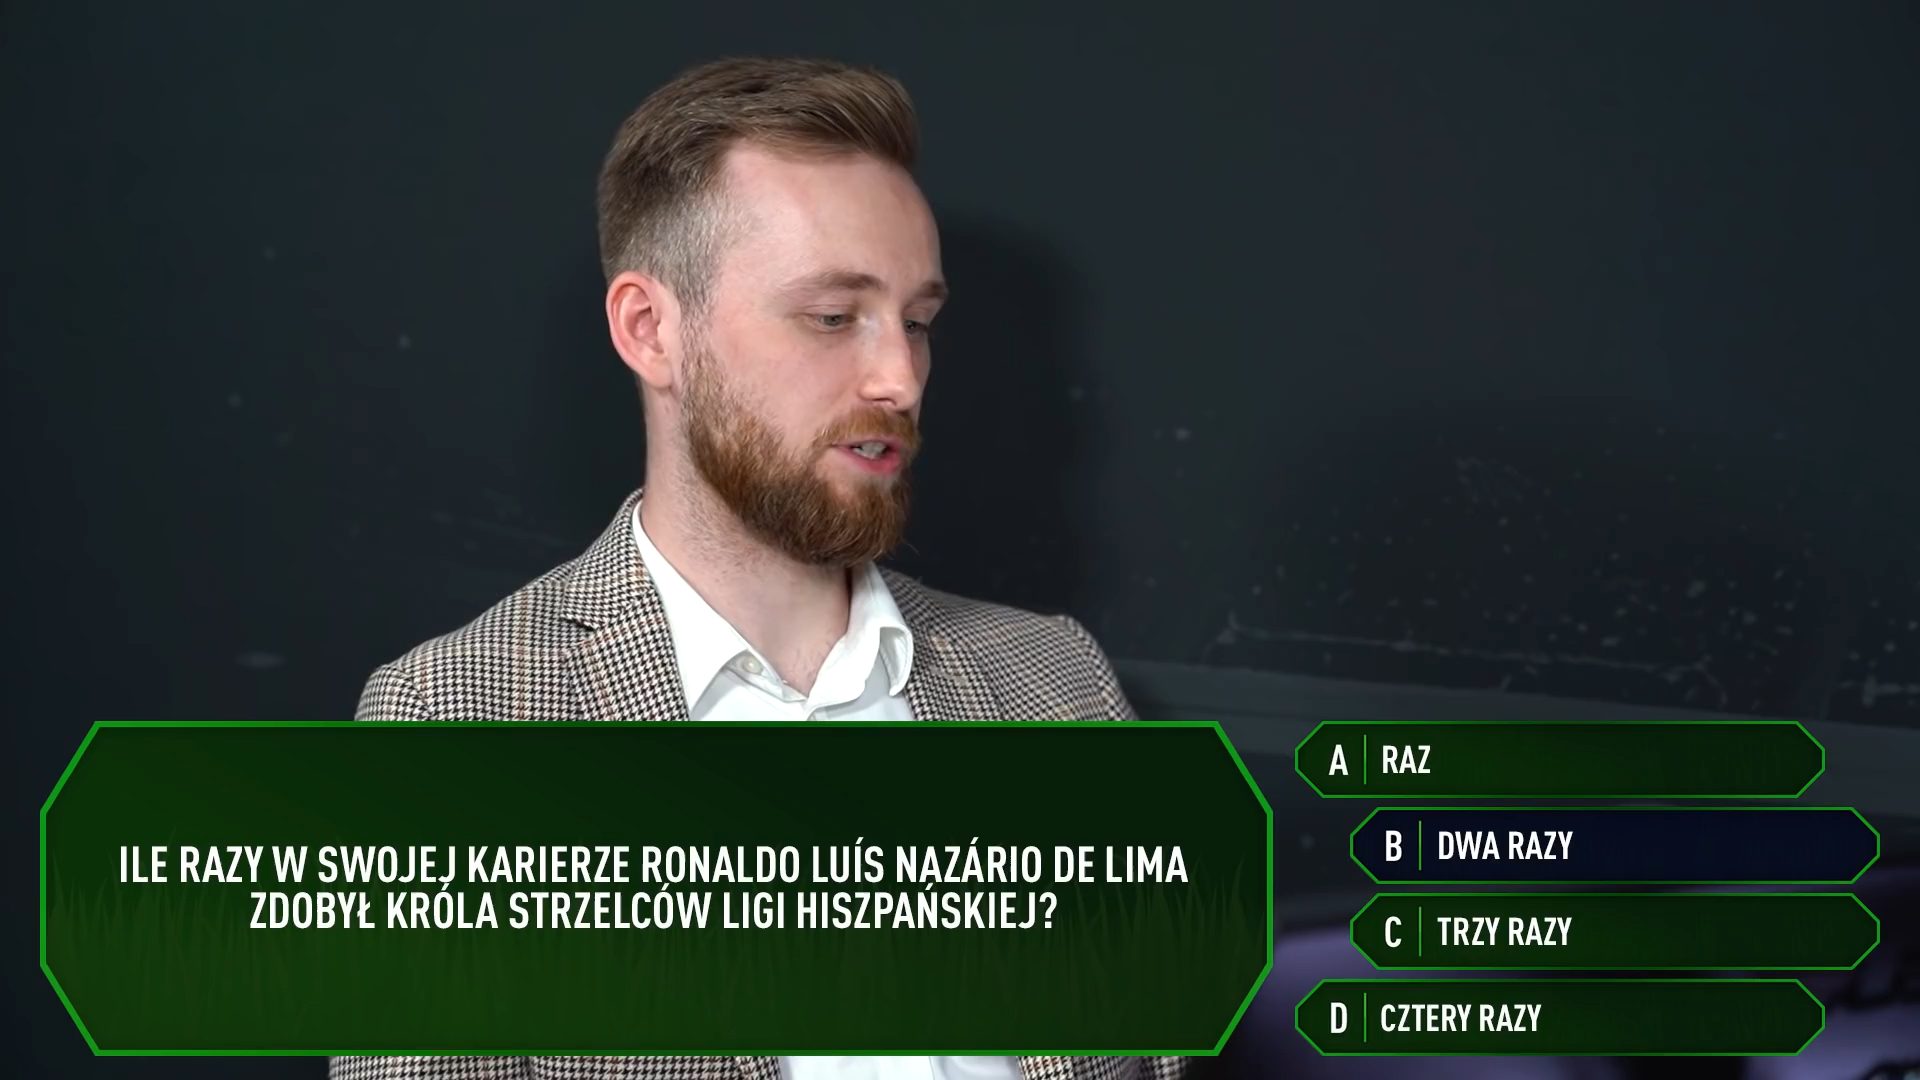 ILE RAZY W SWOJEJ KARIERZE RONALDO LUÍS NAZÁRIO DE LIMA
ZDOBYŁ KRÓLA STRZELCÓW LIGI HISZPAŃSKIEJ?
A RAZ
B DWA RAZY
C TRZY RAZY
D CZTERY RAZY